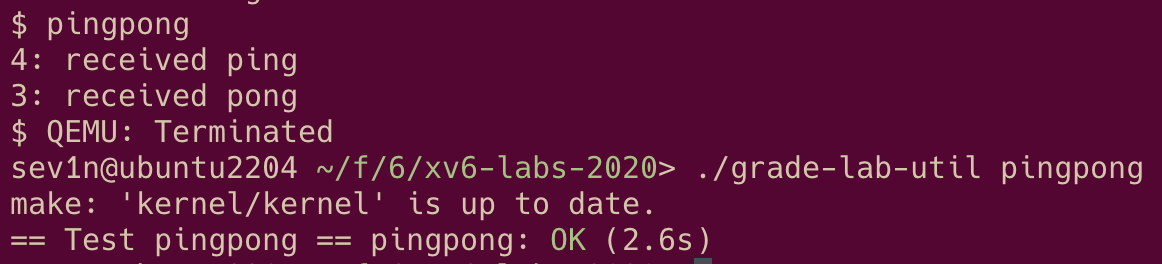 $ pingpong
4: received ping
3: received pong
$ QEMU: Terminated
sev1n@ubuntu2204 ~/f/6/xv6-labs-2020> ./grade-lab-util pingpong
make: 'kernel/kernel' is up to date.
== Test pingpong == pingpong: OK (2.6s)